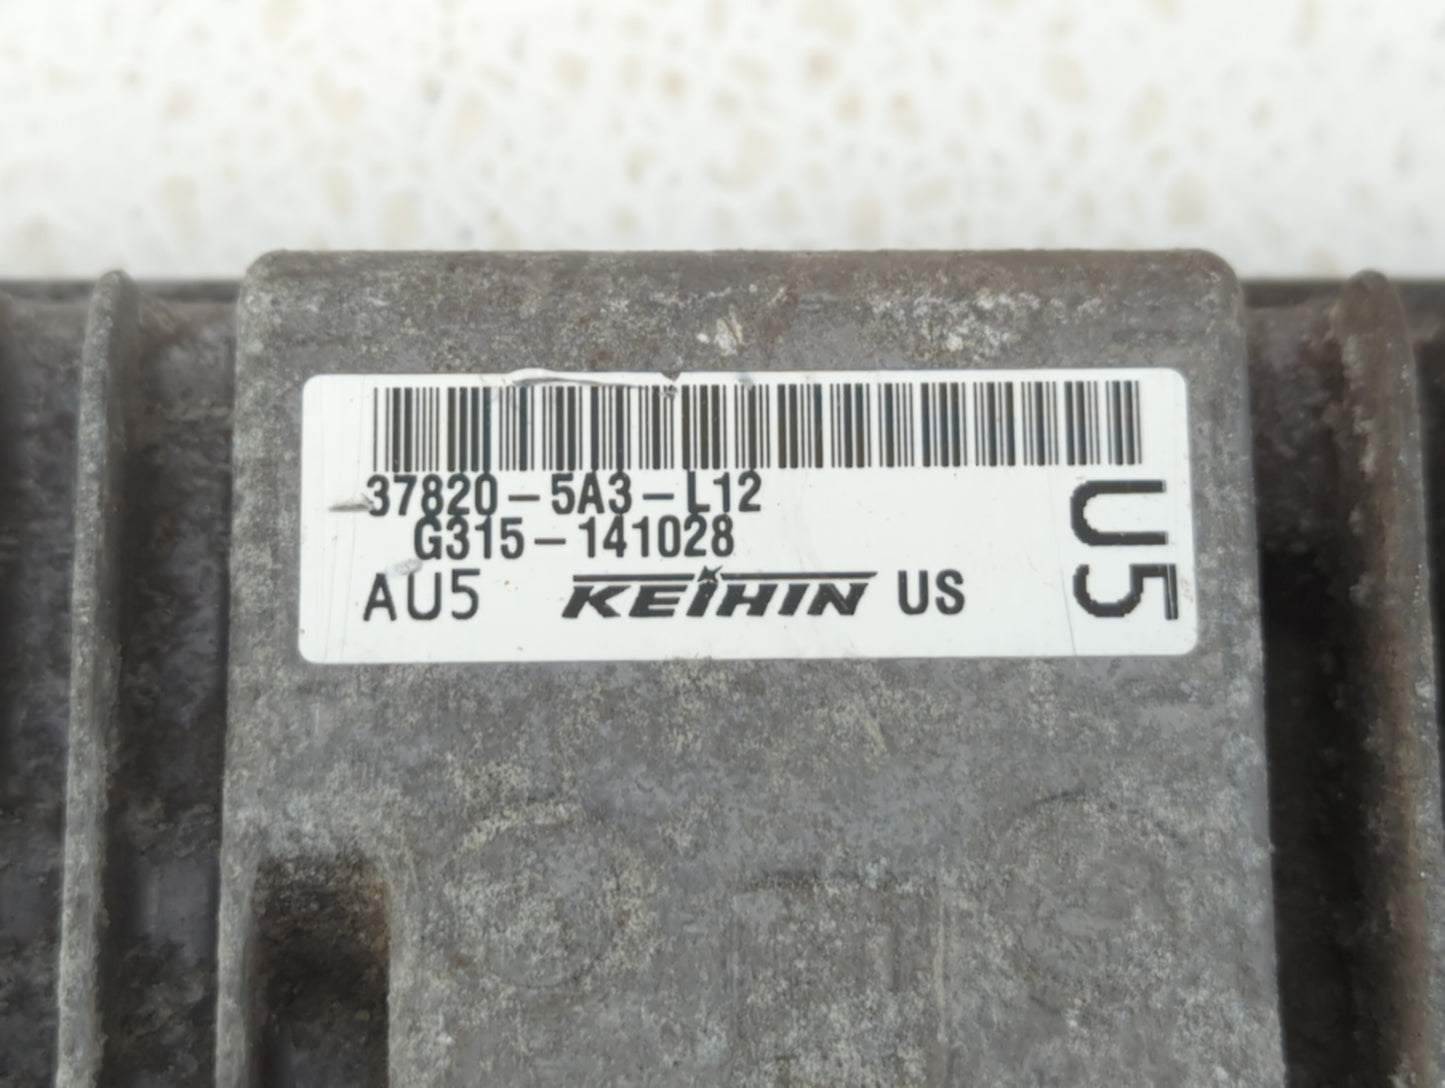 37820-5A3-L12
G315-141028
AU5 KEIHIN US
U5